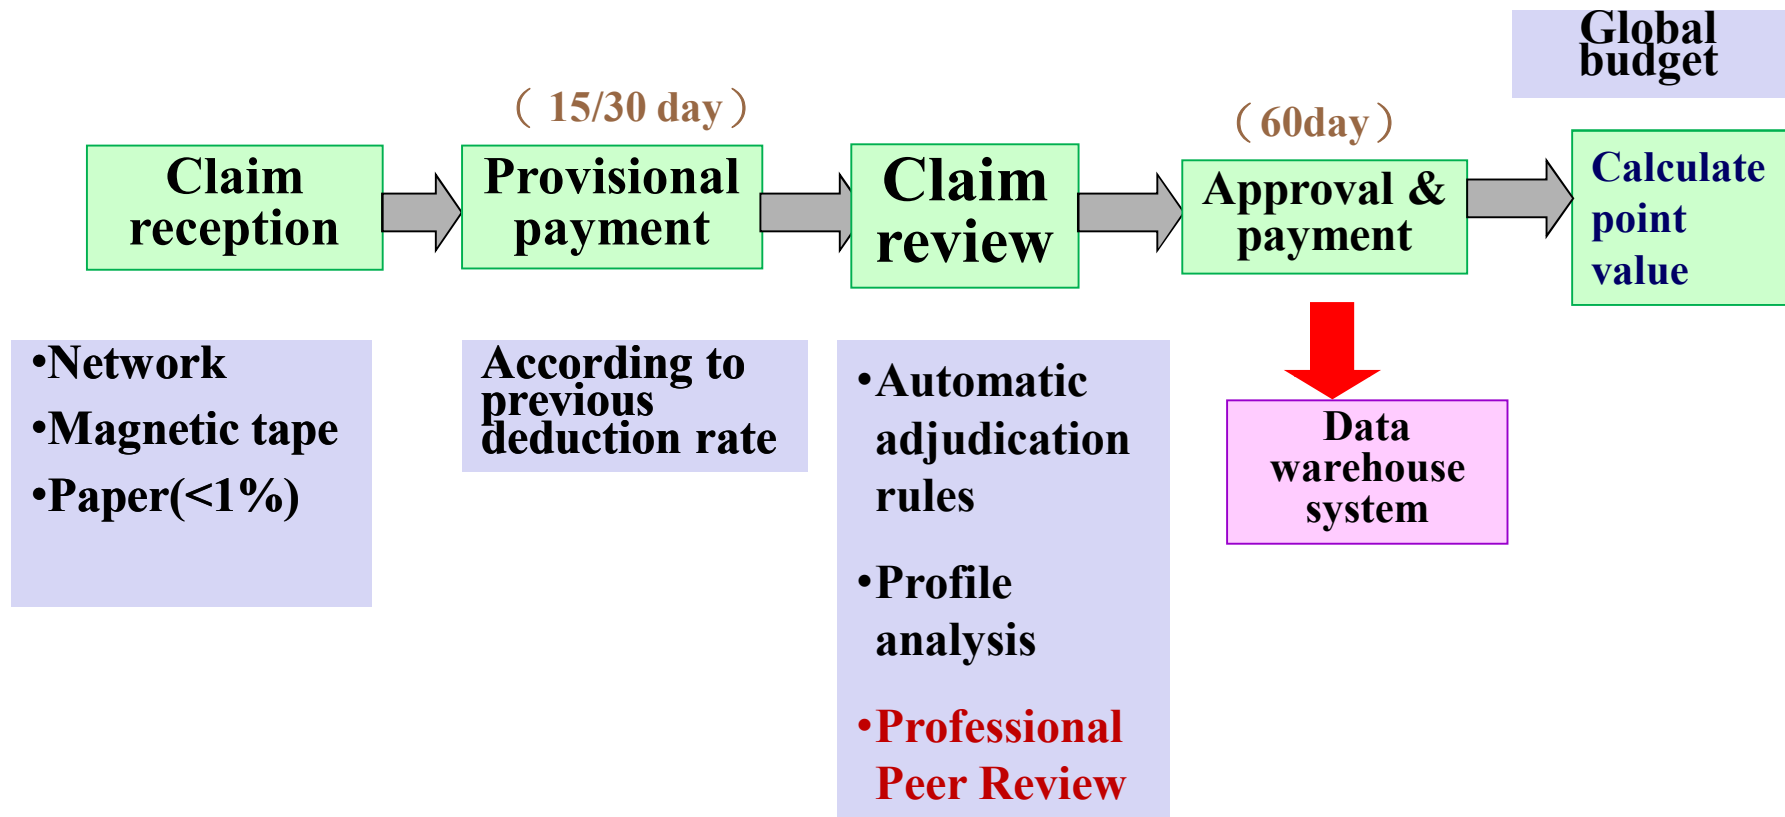 Global
budget
（ 15/30 day ）
（ 60day ）
Claim
reception
Provisional
payment
Claim
review
Approval &
payment
Calculate
point
value
•Network
•Magnetic tape
•Paper(<1%)
According to
previous
deduction rate
•Automatic
adjudication
rules
•Profile
analysis
•Professional
Peer Review
Data
warehouse
system